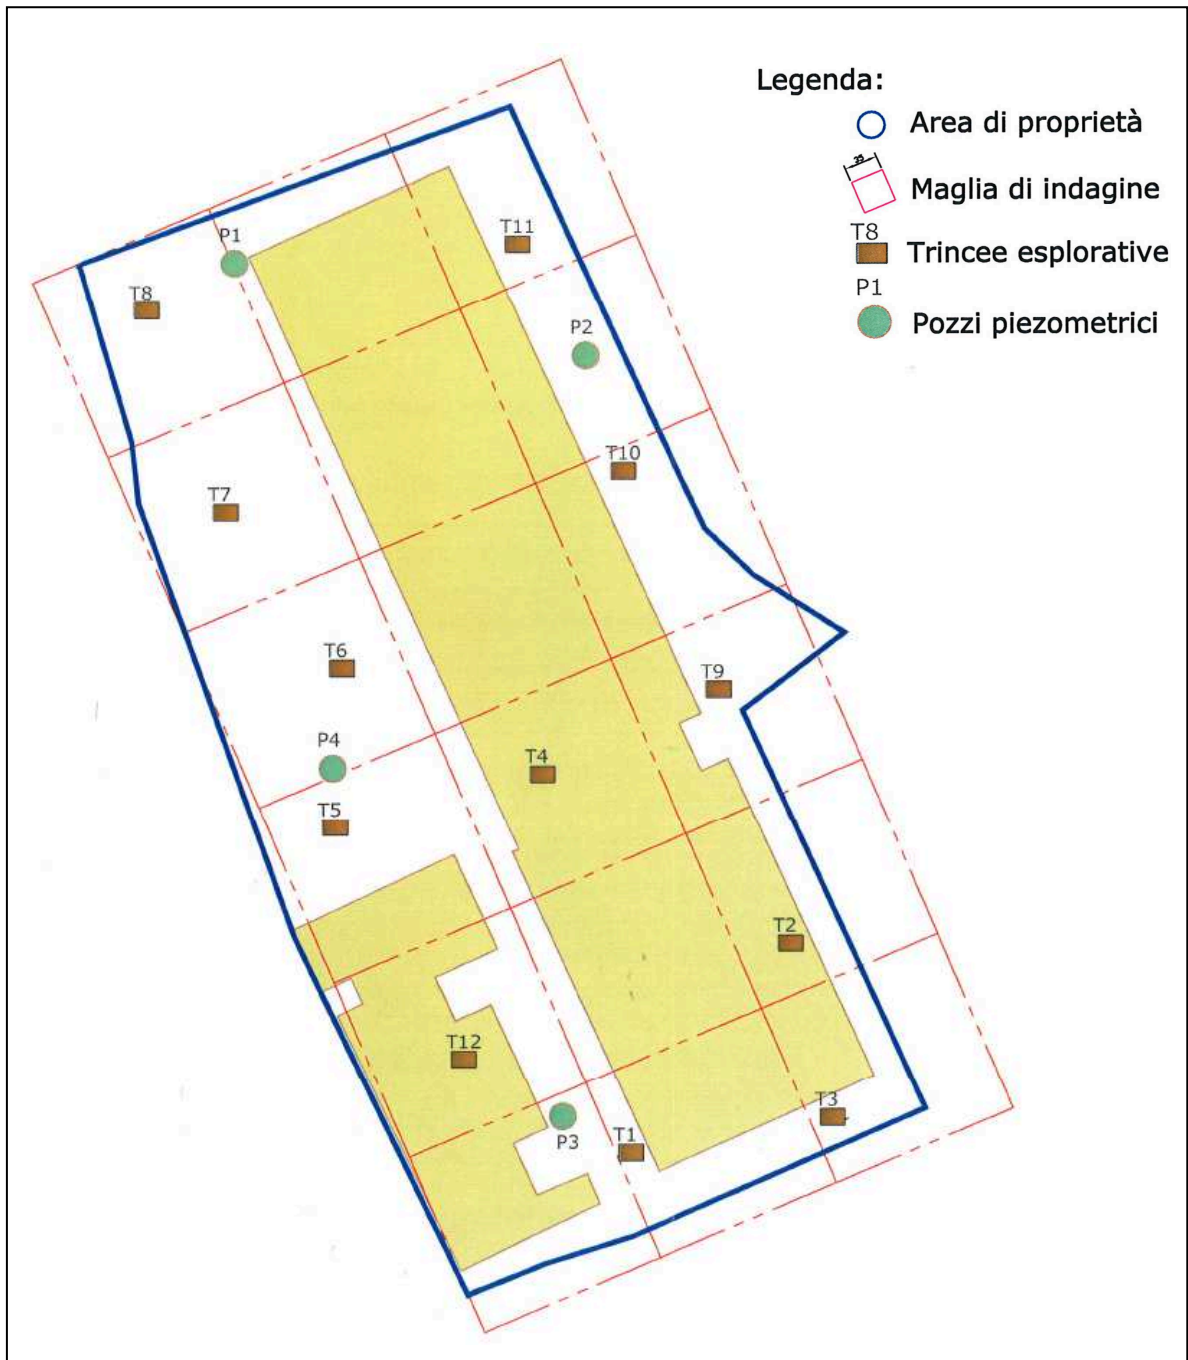 Legenda:
Area di proprietà
35
Maglia di indagine
T8
Trincee esplorative
P1
Pozzi piezometrici
T11
P1
T8
P2
T10
T7
T6
T9
P4
T4
T5
T2
T12
T3
T1
P3